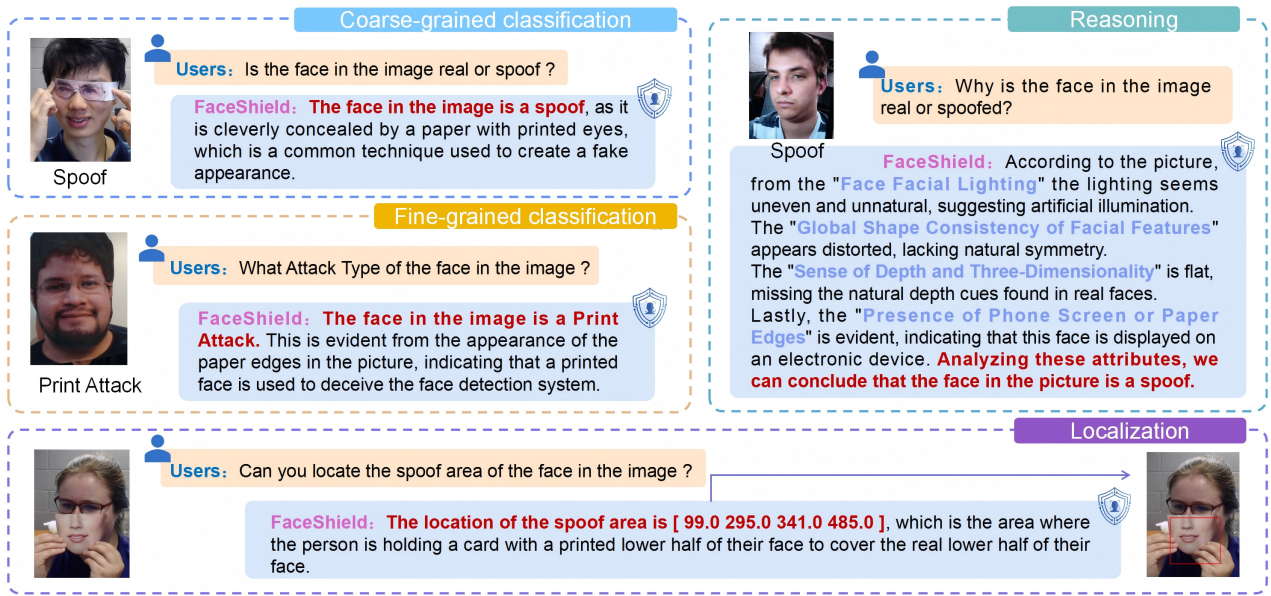 Coarse-grained classification
Users: Is the face in the image real or spoof ?
FaceShield: The face in the image is a spoof, as it
is cleverly concealed by a paper with printed eyes,
which is a common technique used to create a fake
appearance.
Spoof
Fine-grained classification
Users: What Attack Type of the face in the image ?
FaceShield: The face in the image is a Print
Attack. This is evident from the appearance of the
paper edges in the picture, indicating that a printed
face is used to deceive the face detection system.
Print Attack
Reasoning
Users: Why is the face in the image
real or spoofed?
Spoof
FaceShield: According to the picture,
from the "Face Facial Lighting" the lighting seems
uneven and unnatural, suggesting artificial illumination.
The "Global Shape Consistency of Facial Features"
appears distorted, lacking natural symmetry.
The "Sense of Depth and Three-Dimensionality" is flat,
missing the natural depth cues found in real faces.
Lastly, the "Presence of Phone Screen or Paper
Edges" is evident, indicating that this face is displayed on
an electronic device. Analyzing these attributes, we
can conclude that the face in the picture is a spoof.
Localization
Users: Can you locate the spoof area of the face in the image ?
FaceShield: The location of the spoof area is [ 99.0 295.0 341.0 485.0 ], which is the area where
the person is holding a card with a printed lower half of their face to cover the real lower half of their
face.